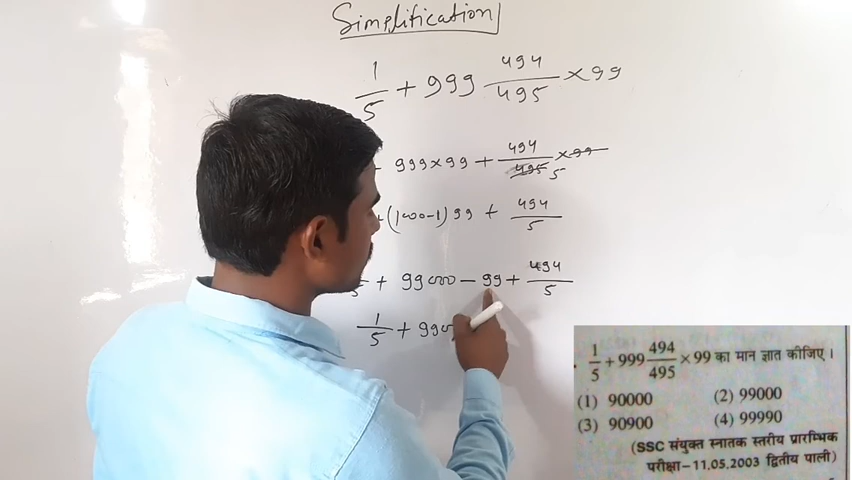 Simplification
1/5 + 999 494/495 × 99
999×99 + 494/495 ×99 5
+(1000-1) 99 + 494/5
5 + 99000 - 99 + 494/5
1/5 + 990
1/5 + 999 494/495 × 99 का मान ज्ञात कीजिए ।
(1) 90000 (2) 99000
(3) 90900 (4) 99990
(SSC संयुक्त स्नातक स्तरीय प्रारम्भिक
परीक्षा-11.05.2003 द्वितीय पाली)